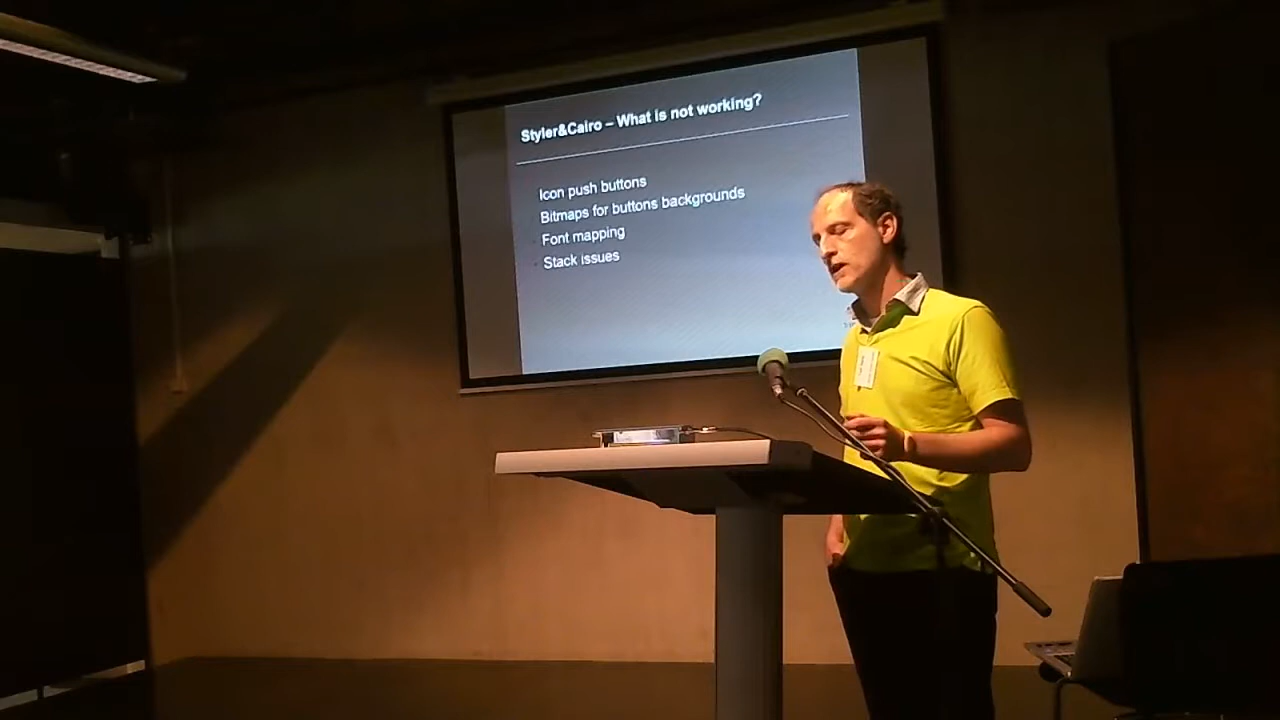 Styler&Cairo – What is not working?
Icon push buttons
Bitmaps for buttons backgrounds
Font mapping
Stack issues